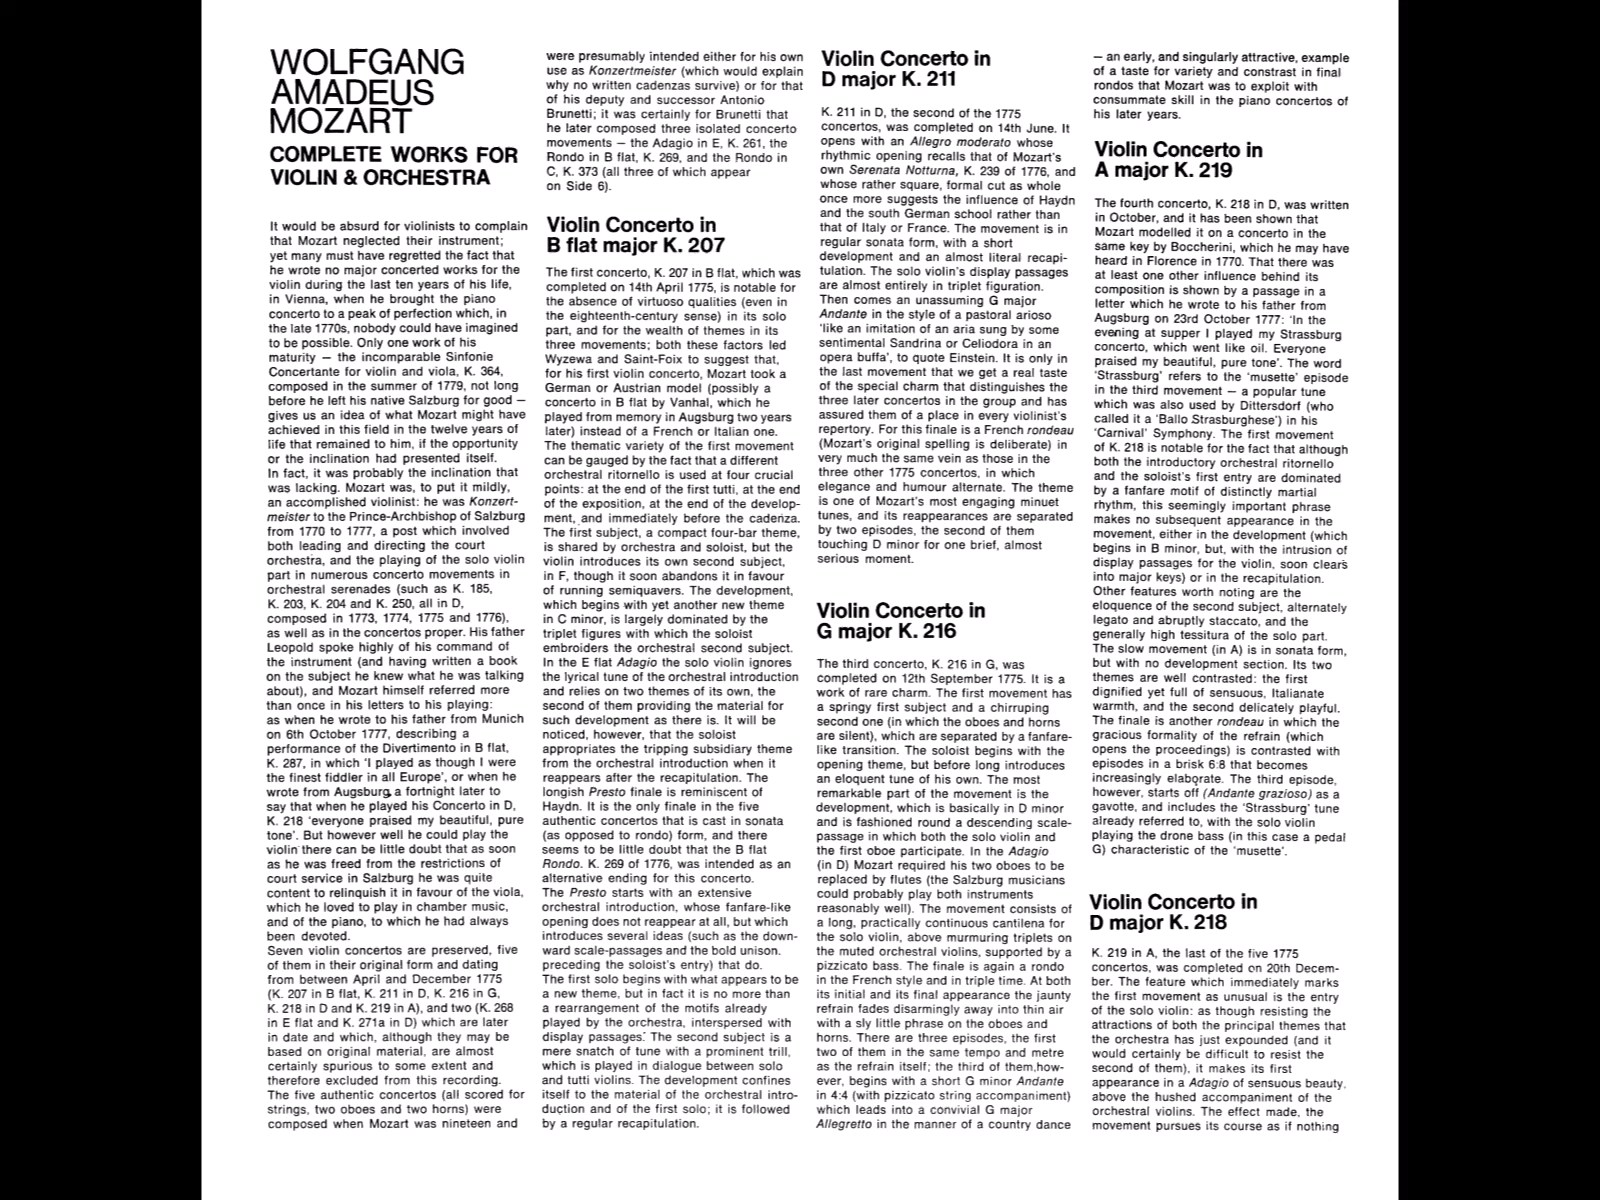 WOLFGANG
AMADEUS
MOZART
COMPLETE WORKS FOR
VIOLIN & ORCHESTRA
It would be absurd for violinists to complain
that Mozart neglected their instrument;
yet many must have regretted the fact that
he wrote no major concerted works for the
violin during the last ten years of his life,
in Vienna, when he brought the piano
concerto to a peak of perfection which, in
the late 1770s, nobody could have imagined
to be possible. Only one work of his
maturity — the incomparable Sinfonie
Concertante for violin and viola, K. 364,
composed in the summer of 1779, not long
before he left his native Salzburg for good —
gives us an idea of what Mozart might have
achieved in this field in the twelve years of
life that remained to him, if the opportunity
or the inclination had presented itself.
In fact, it was probably the inclination that
was lacking. Mozart was, to put it mildly,
an accomplished violinist: he was Konzert-
meister to the Prince-Archbishop of Salzburg
from 1770 to 1777, a post which involved
both leading and directing the court
orchestra, and the playing of the solo violin
part in numerous concerto movements in
orchestral serenades (such as K. 185,
K. 203, K. 204 and K. 250, all in D,
composed in 1773, 1774, 1775 and 1776),
as well as in the concertos proper. His father
Leopold spoke highly of his command of
the instrument (and having written a book
on the subject he knew what he was talking
about), and Mozart himself referred more
than once in his letters to his playing:
as when he wrote to his father from Munich
on 6th October 1777, describing a
performance of the Divertimento in B flat,
K. 287, in which 'I played as though I were
the finest fiddler in all Europe', or when he
wrote from Augsburg a fortnight later to
say that when he played his Concerto in D,
K. 218 'everyone praised my beautiful, pure
tone'. But however well he could play the
violin there can be little doubt that as soon
as he was freed from the restrictions of
court service in Salzburg he was quite
content to relinquish it in favour of the viola,
which he loved to play in chamber music,
and of the piano, to which he had always
been devoted.
Seven violin concertos are preserved, five
of them in their original form and dating
from between April and December 1775
(K. 207 in B flat, K. 211 in D, K. 216 in G,
K. 218 in D and K. 219 in A), and two (K. 268
in E flat and K. 271a in D) which are later
in date and which, although they may be
based on original material, are almost
certainly spurious to some extent and
therefore excluded from this recording.
The five authentic concertos (all scored for
strings, two oboes and two horns) were
composed when Mozart was nineteen and
were presumably intended either for his own
use as Konzertmeister (which would explain
why no written cadenzas survive) or for that
of his deputy and successor Antonio
Brunetti; it was certainly for Brunetti that
he later composed three isolated concerto
movements — the Adagio in E, K. 261, the
Rondo in B flat, K. 269, and the Rondo in
C, K. 373 (all three of which appear
on Side 6).
Violin Concerto in
B flat major K. 207
The first concerto, K. 207 in B flat, which was
completed on 14th April 1775, is notable for
the absence of virtuoso qualities (even in
the eighteenth-century sense) in its solo
part, and for the wealth of themes in its
three movements; both these factors led
Wyzewa and Saint-Foix to suggest that,
for his first violin concerto, Mozart took a
German or Austrian model (possibly a
concerto in B flat by Vanhal, which he
played from memory in Augsburg two years
later) instead of a French or Italian one.
The thematic variety of the first movement
can be gauged by the fact that a different
orchestral ritornello is used at four crucial
points: at the end of the first tutti, at the end
of the exposition, at the end of the develop-
ment, and immediately before the cadenza.
The first subject, a compact four-bar theme,
is shared by orchestra and soloist, but the
violin introduces its own second subject,
in F, though it soon abandons it in favour
of running semiquavers. The development,
which begins with yet another new theme
in C minor, is largely dominated by the
triplet figures with which the soloist
embroiders the orchestral second subject.
In the E flat Adagio the solo violin ignores
the lyrical tune of the orchestral introduction
and relies on two themes of its own, the
second of them providing the material for
such development as there is. It will be
noticed, however, that the soloist
appropriates the tripping subsidiary theme
from the orchestral introduction when it
reappears after the recapitulation. The
longish Presto finale is reminiscent of
Haydn. It is the only finale in the five
authentic concertos that is cast in sonata
(as opposed to rondo) form, and there
seems to be little doubt that the B flat
Rondo. K. 269 of 1776, was intended as an
alternative ending for this concerto.
The Presto starts with an extensive
orchestral introduction, whose fanfare-like
opening does not reappear at all, but which
introduces several ideas (such as the down-
ward scale-passages and the bold unison.
preceding the soloist's entry) that do.
The first solo begins with what appears to be
a new theme, but in fact it is no more than
a rearrangement of the motifs already
played by the orchestra, interspersed with
display passages. The second subject is a
mere snatch of tune with a prominent trill,
which is played in dialogue between solo
and tutti violins. The development confines
itself to the material of the orchestral intro-
duction and of the first solo; it is followed
by a regular recapitulation.
Violin Concerto in
D major K. 211
K. 211 in D, the second of the 1775
concertos, was completed on 14th June. It
opens with an Allegro moderato whose
rhythmic opening recalls that of Mozart's
own Serenata Notturna, K. 239 of 1776, and
whose rather square, formal cut as whole
once more suggests the influence of Haydn
and the south German school rather than
that of Italy or France. The movement is in
regular sonata form, with a short
development and an almost literal recapi-
tulation. The solo violin's display passages
are almost entirely in triplet figuration.
Then comes an unassuming G major
Andante in the style of a pastoral arioso
'like an imitation of an aria sung by some
sentimental Sandrina or Celiodora in an
opera buffa', to quote Einstein. It is only in
the last movement that we get a real taste
of the special charm that distinguishes the
three later concertos in the group and has
assured them of a place in every violinist's
repertory. For this finale is a French rondeau
(Mozart's original spelling is deliberate) in
very much the same vein as those in the
three other 1775 concertos, in which
elegance and humour alternate. The theme
is one of Mozart's most engaging minuet
tunes, and its reappearances are separated
by two episodes, the second of them
touching D minor for one brief, almost
serious moment.
Violin Concerto in
G major K. 216
The third concerto, K. 216 in G, was
completed on 12th September 1775. It is a
work of rare charm. The first movement has
a springy first subject and a chirruping
second one (in which the oboes and horns
are silent), which are separated by a fanfare-
like transition. The soloist begins with the
opening theme, but before long introduces
an eloquent tune of his own. The most
remarkable part of the movement is the
development, which is basically in D minor
and is fashioned round a descending scale-
passage in which both the solo violin and
the first oboe participate. In the Adagio
(in D) Mozart required his two oboes to be
replaced by flutes (the Salzburg musicians
could probably play both instruments
reasonably well). The movement consists of
a long, practically continuous cantilena for
the solo violin, above murmuring triplets on
the muted orchestral violins, supported by a
pizzicato bass. The finale is again a rondo
in the French style and in triple time. At both
its initial and its final appearance the jaunty
refrain fades disarmingly away into thin air
with a sly little phrase on the oboes and
horns. There are three episodes, the first
two of them in the same tempo and metre
as the refrain itself; the third of them,how-
ever, begins with a short G minor Andante
in 4:4 (with pizzicato string accompaniment)
which leads into a convivial G major
Allegretto in the manner of a country dance
— an early, and singularly attractive, example
of a taste for variety and constrast in final
rondos that Mozart was to exploit with
consummate skill in the piano concertos of
his later years.
Violin Concerto in
A major K. 219
The fourth concerto, K. 218 in D, was written
in October, and it has been shown that
Mozart modelled it on a concerto in the
same key by Boccherini, which he may have
heard in Florence in 1770. That there was
at least one other influence behind its
composition is shown by a passage in a
letter which he wrote to his father from
Augsburg on 23rd October 1777: 'In the
evening at supper I played my Strassburg
concerto, which went like oil. Everyone
praised my beautiful, pure tone'. The word
'Strassburg' refers to the 'musette' episode
in the third movement — a popular tune
which was also used by Dittersdorf (who
called it a 'Ballo Strasburghese') in his
'Carnival' Symphony. The first movement
of K. 218 is notable for the fact that although
both the introductory orchestral ritornello
and the soloist's first entry are dominated
by a fanfare motif of distinctly martial
rhythm, this seemingly important phrase
makes no subsequent appearance in the
movement, either in the development (which
begins in B minor, but, with the intrusion of
display passages for the violin, soon clears
into major keys) or in the recapitulation.
Other features worth noting are the
eloquence of the second subject, alternately
legato and abruptly staccato, and the
generally high tessitura of the solo part.
The slow movement (in A) is in sonata form,
but with no development section. Its two
themes are well contrasted: the first
dignified yet full of sensuous, Italianate
warmth, and the second delicately playful.
The finale is another rondeau in which the
gracious formality of the refrain (which
opens the proceedings) is contrasted with
episodes in a brisk 6:8 that becomes
increasingly elaborate. The third episode,
however, starts off (Andante grazioso) as a
gavotte, and includes the 'Strassburg' tune
already referred to, with the solo violin
playing the drone bass (in this case a pedal
G) characteristic of the 'musette'.
Violin Concerto in
D major K. 218
K. 219 in A, the last of the five 1775
concertos, was completed on 20th Decem-
ber. The feature which immediately marks
the first movement as unusual is the entry
of the solo violin: as though resisting the
attractions of both the principal themes that
the orchestra has just expounded (and it
would certainly be difficult to resist the
second of them), it makes its first
appearance in a Adagio of sensuous beauty,
above the hushed accompaniment of the
orchestral violins. The effect made, the
movement pursues its course as if nothing